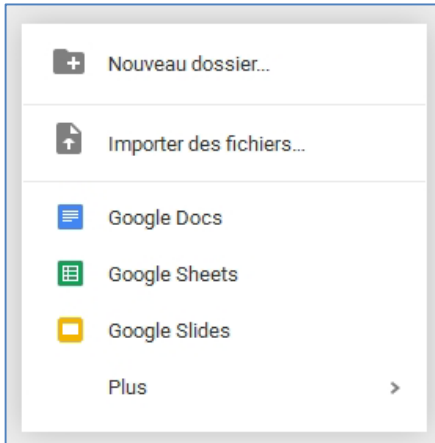 Nouveau dossier...
Importer des fichiers...
Google Docs
Google Sheets
Google Slides
Plus